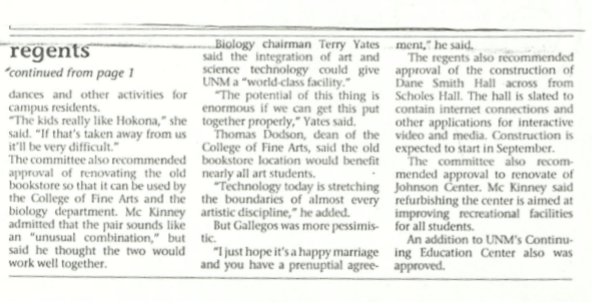 regents
*continued from page 1
dances and other activities for
campus residents.
"The kids really like Hokona," she
said. "If that's taken away from us
it'll be very difficult."
The committee also recommended
approval of renovating the old
bookstore so that it can be used by
the College of Fine Arts and the
biology department. Mc Kinney
admitted that the pair sounds like
an "unusual combination," but
said he thought the two would
work well together.
Biology chairman Terry Yates
said the integration of art and
science technology could give
UNM a "world-class facility."
"The potential of this thing is
enormous if we can get this put
together properly," Yates said.
Thomas Dodson, dean of the
College of Fine Arts, said the old
bookstore location would benefit
nearly all art students.
"Technology today is stretching
the boundaries of almost every
artistic discipline," he added.
But Gallegos was more pessimis-
tic.
"I just hope it's a happy marriage
and you have a prenuptial agree-
ment," he said.
The regents also recommended
approval of the construction of
Dane Smith Hall across from
Scholes Hall. The hall is slated to
contain internet connections and
other applications for interactive
video and media. Construction is
expected to start in September.
The committee also recom-
mended approval to renovate of
Johnson Center. Mc Kinney said
refurbishing the center is aimed at
improving recreational facilities
for all students.
An addition to UNM's Continu-
ing Education Center also was
approved.